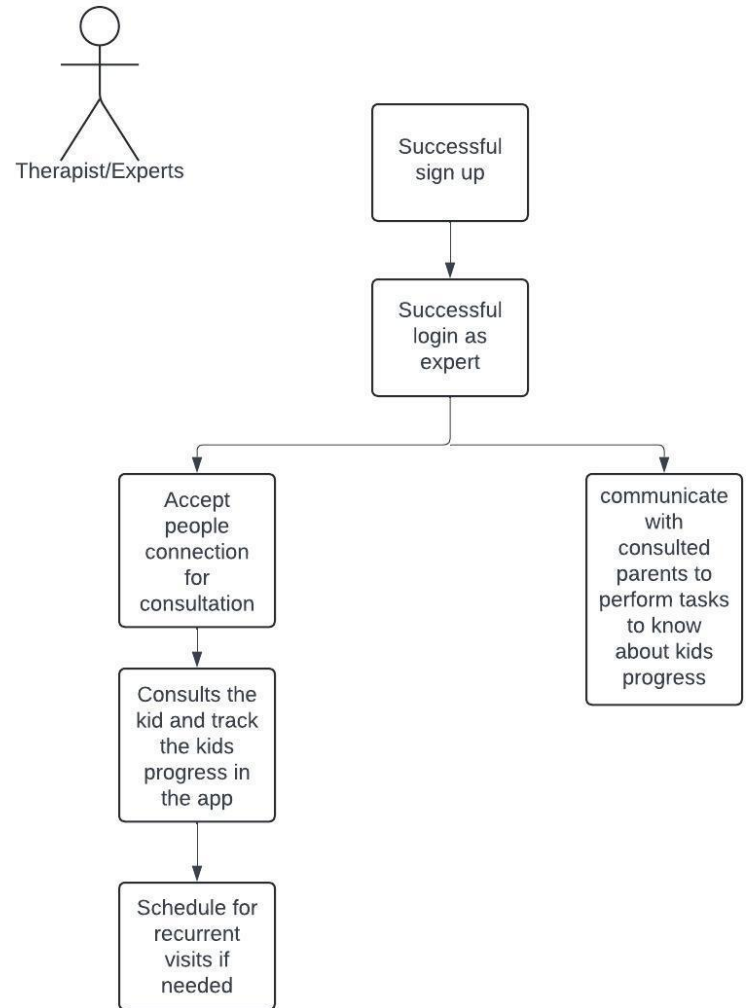 Therapist/Experts
Successful
sign up
Successful
login as
expert
Accept
people
connection
for
consultation
communicate
with
consulted
parents to
perform tasks
to know
about kids
progress
Consults the
kid and track
the kids
progress in
the app
Schedule for
recurrent
visits if
needed